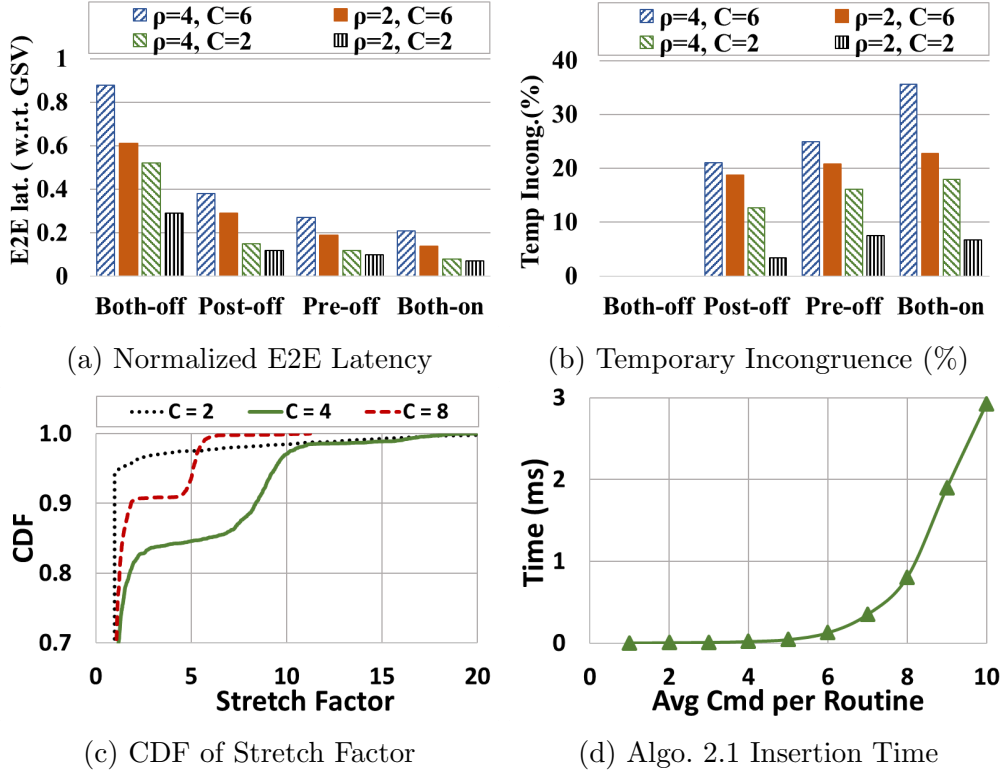 ρ=4, C=6 ρ=2, C=6
ρ=4, C=2 ρ=2, C=2
E2E lat. ( w.r.t. GSV)
1
0.8
0.6
0.4
0.2
0
Both-off Post-off Pre-off Both-on
(a) Normalized E2E Latency
ρ=4, C=6 ρ=2, C=6
ρ=4, C=2 ρ=2, C=2
Temp Incong.(%)
40
30
20
10
0
Both-off Post-off Pre-off Both-on
(b) Temporary Incongruence (%)
C = 2 C = 4 C = 8
CDF
1.0
0.9
0.8
0.7
0 5 10 15 20
Stretch Factor
(c) CDF of Stretch Factor
Time (ms)
3
2
1
0
0 2 4 6 8 10
Avg Cmd per Routine
(d) Algo. 2.1 Insertion Time